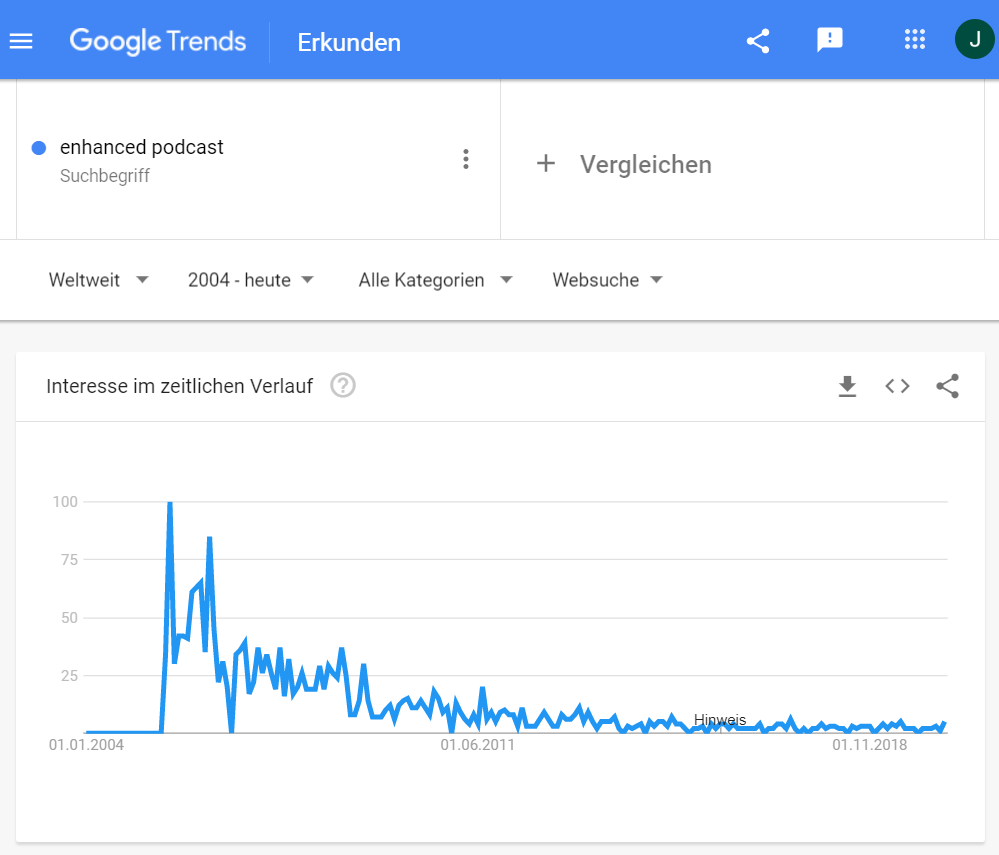 Google Trends
Erkunden
J
enhanced podcast
Suchbegriff
+ Vergleichen
Weltweit
2004 - heute
Alle Kategorien
Websuche
Interesse im zeitlichen Verlauf
?
100
75
50
25
Hinweis
01.01.2004
01.06.2011
01.11.2018